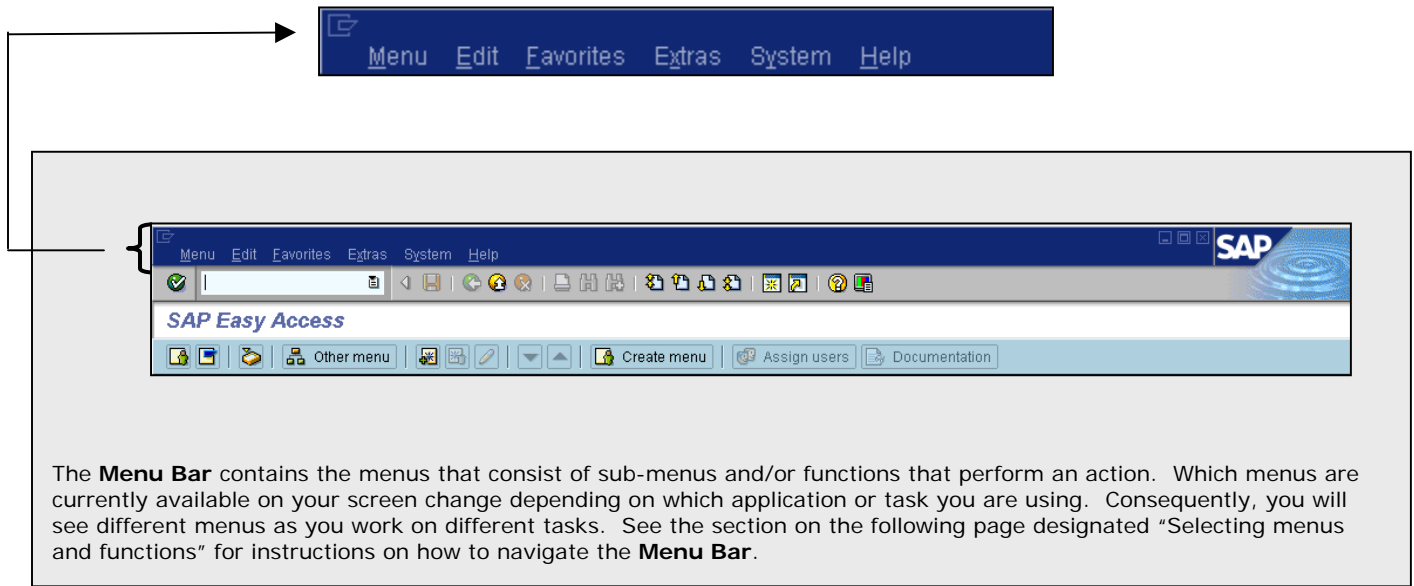 Menu Edit Favorites Extras System Help
Menu Edit Favorites Extras System Help
SAP
SAP Easy Access
Other menu Create menu Assign users Documentation
The Menu Bar contains the menus that consist of sub-menus and/or functions that perform an action. Which menus are
currently available on your screen change depending on which application or task you are using. Consequently, you will
see different menus as you work on different tasks. See the section on the following page designated “Selecting menus
and functions” for instructions on how to navigate the Menu Bar.